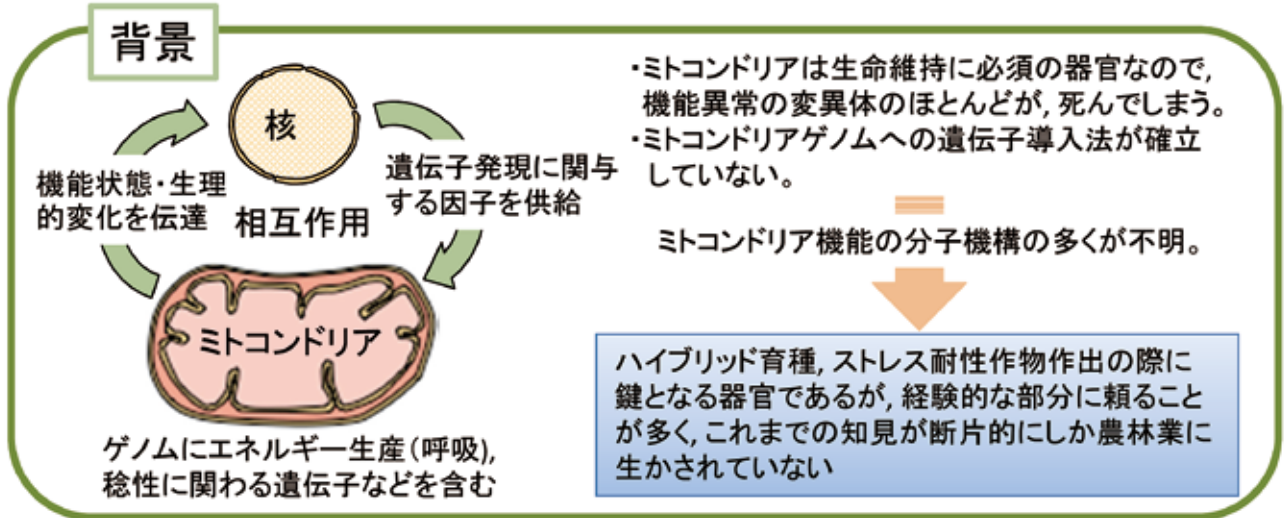 背景
核
機能状態・生理
的変化を伝達
遺伝子発現に関与
する因子を供給
相互作用
ミトコンドリア
ゲノムにエネルギー生産(呼吸),
稔性に関わる遺伝子などを含む
・ミトコンドリアは生命維持に必須の器官なので,
機能異常の変異体のほとんどが, 死んでしまう。
・ミトコンドリアゲノムへの遺伝子導入法が確立
していない。
ミトコンドリア機能の分子機構の多くが不明。
ハイブリッド育種, ストレス耐性作物作出の際に
鍵となる器官であるが, 経験的な部分に頼ること
が多く, これまでの知見が断片的にしか農林業に
生かされていない